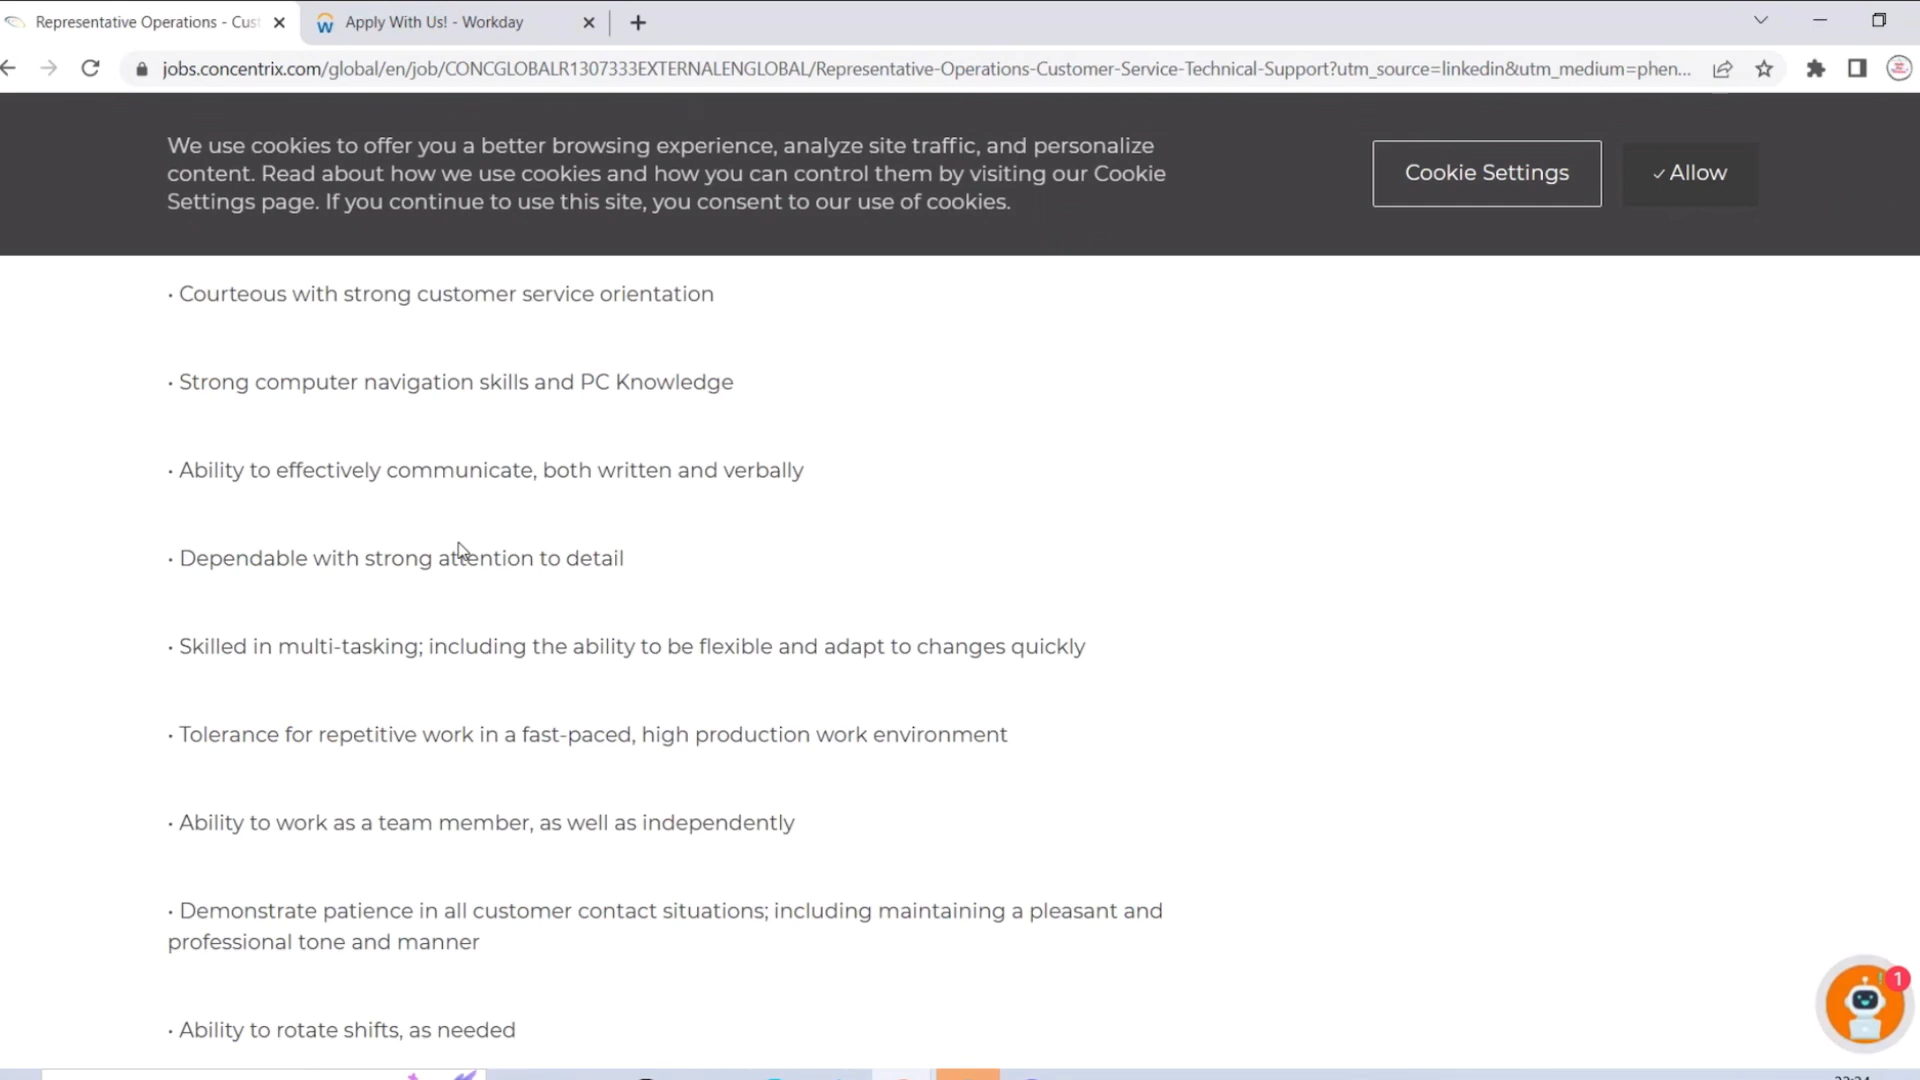 Representative Operations - Cust
Apply With Us! - Workday
jobs.concentrix.com/global/en/job/CONCGLOBALR1307333EXTERNALENGLOBAL/Representative-Operations-Customer-Service-Technical-Support?utm_source=linkedin&utm_medium=phen...
We use cookies to offer you a better browsing experience, analyze site traffic, and personalize
content. Read about how we use cookies and how you can control them by visiting our Cookie
Settings page. If you continue to use this site, you consent to our use of cookies.
Cookie Settings
✓ Allow
• Courteous with strong customer service orientation
• Strong computer navigation skills and PC Knowledge
• Ability to effectively communicate, both written and verbally
• Dependable with strong attention to detail
• Skilled in multi-tasking; including the ability to be flexible and adapt to changes quickly
• Tolerance for repetitive work in a fast-paced, high production work environment
• Ability to work as a team member, as well as independently
• Demonstrate patience in all customer contact situations; including maintaining a pleasant and
professional tone and manner
1
• Ability to rotate shifts, as needed